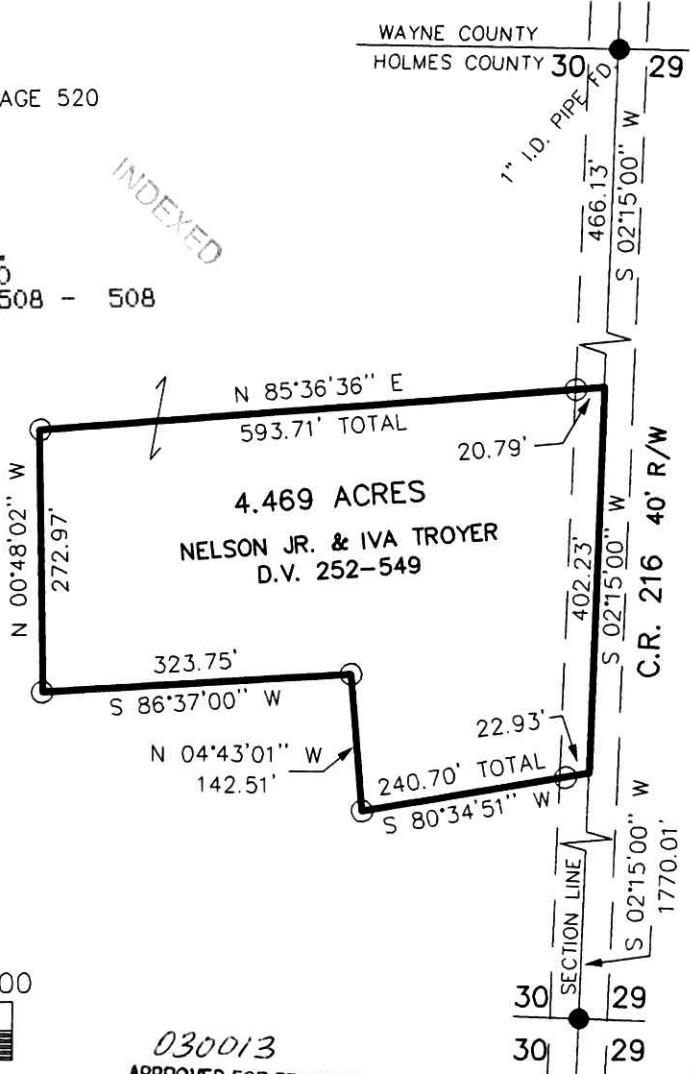 WAYNE COUNTY
HOLMES COUNTY 30 29
1" I.D. PIPE FD.
AGE 520
INDEXED
508 - 508
466.13'
S 02°15'00" W
N 85°36'36" E
593.71' TOTAL
20.79'
4.469 ACRES
NELSON JR. & IVA TROYER
D.V. 252-549
N 00°48'02" W
272.97'
402.23'
S 02°15'00" W
C.R. 216 40' R/W
323.75'
S 86°37'00" W
N 04°43'01" W
142.51'
22.93'
240.70' TOTAL
S 80°34'51" W
SECTION LINE
S 02°15'00" W
1770.01'
00
30 29
30 29
030013